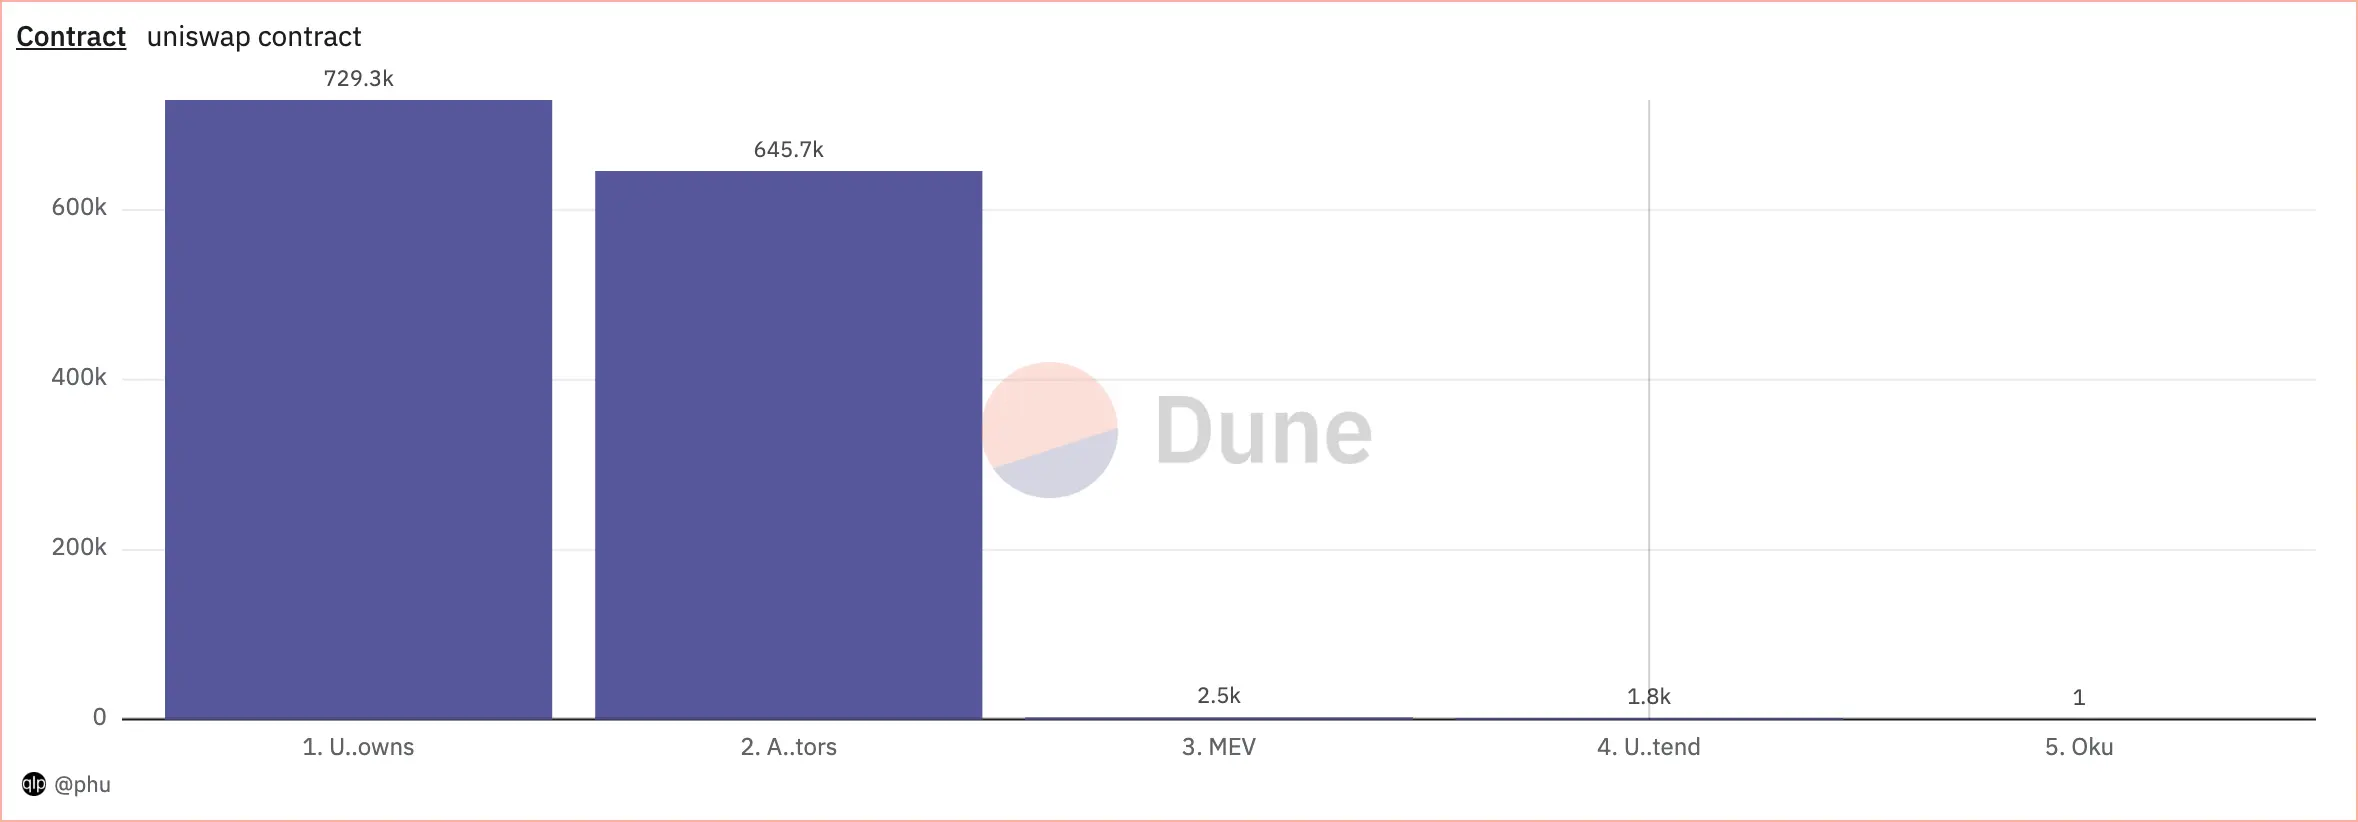 Contract uniswap contract
729.3k
645.7k
600k
400k
Dune
200k
2.5k
1.8k
1
0
1. U..owns
2. A..tors
3. MEV
4. U..tend
5. Oku
qlp @phu